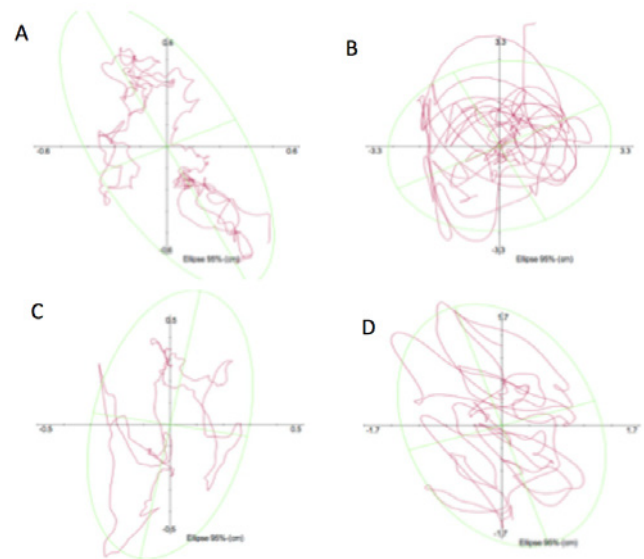 A
0.6
-0.6
0.6
-0.6
Ellipse 95% (cm)
B
3.3
-3.3
3.3
-3.3
Ellipse 95% (cm)
C
0.5
-0.5
0.5
-0.5
Ellipse 95% (cm)
D
1.7
-1.7
1.7
-1.7
Ellipse 95% (cm)